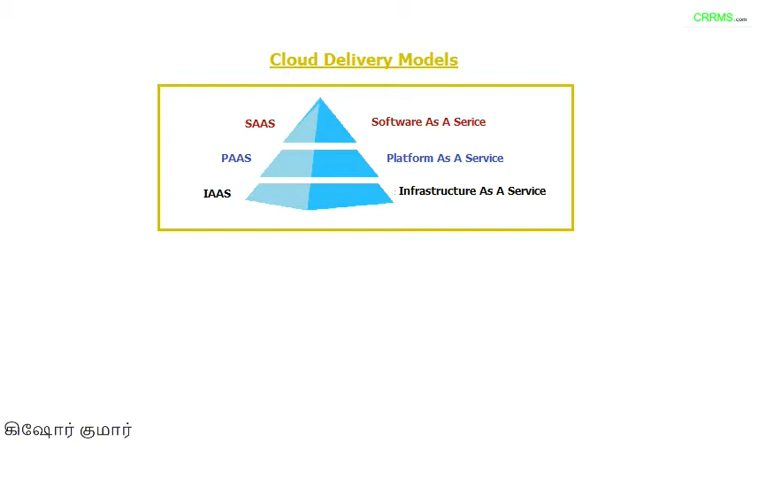 CRRMS.com
Cloud Delivery Models
SAAS Software As A Serice
PAAS Platform As A Service
IAAS Infrastructure As A Service
கிஷோர் குமார்